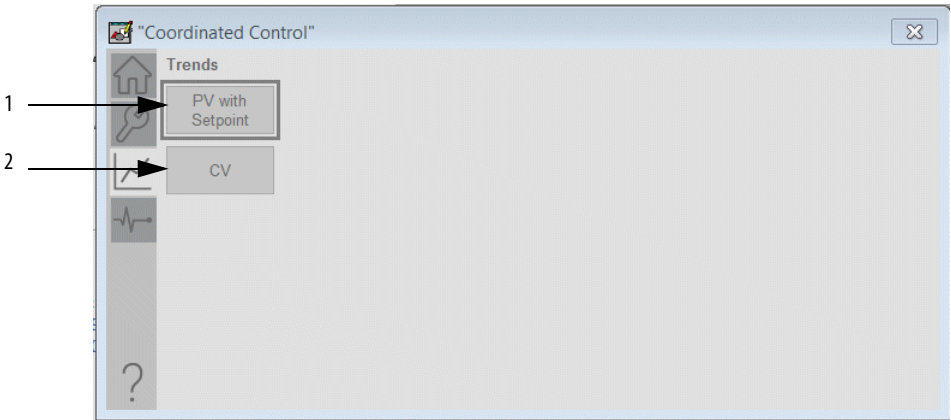 "Coordinated Control"
Trends
1
PV with
Setpoint
2
CV
?